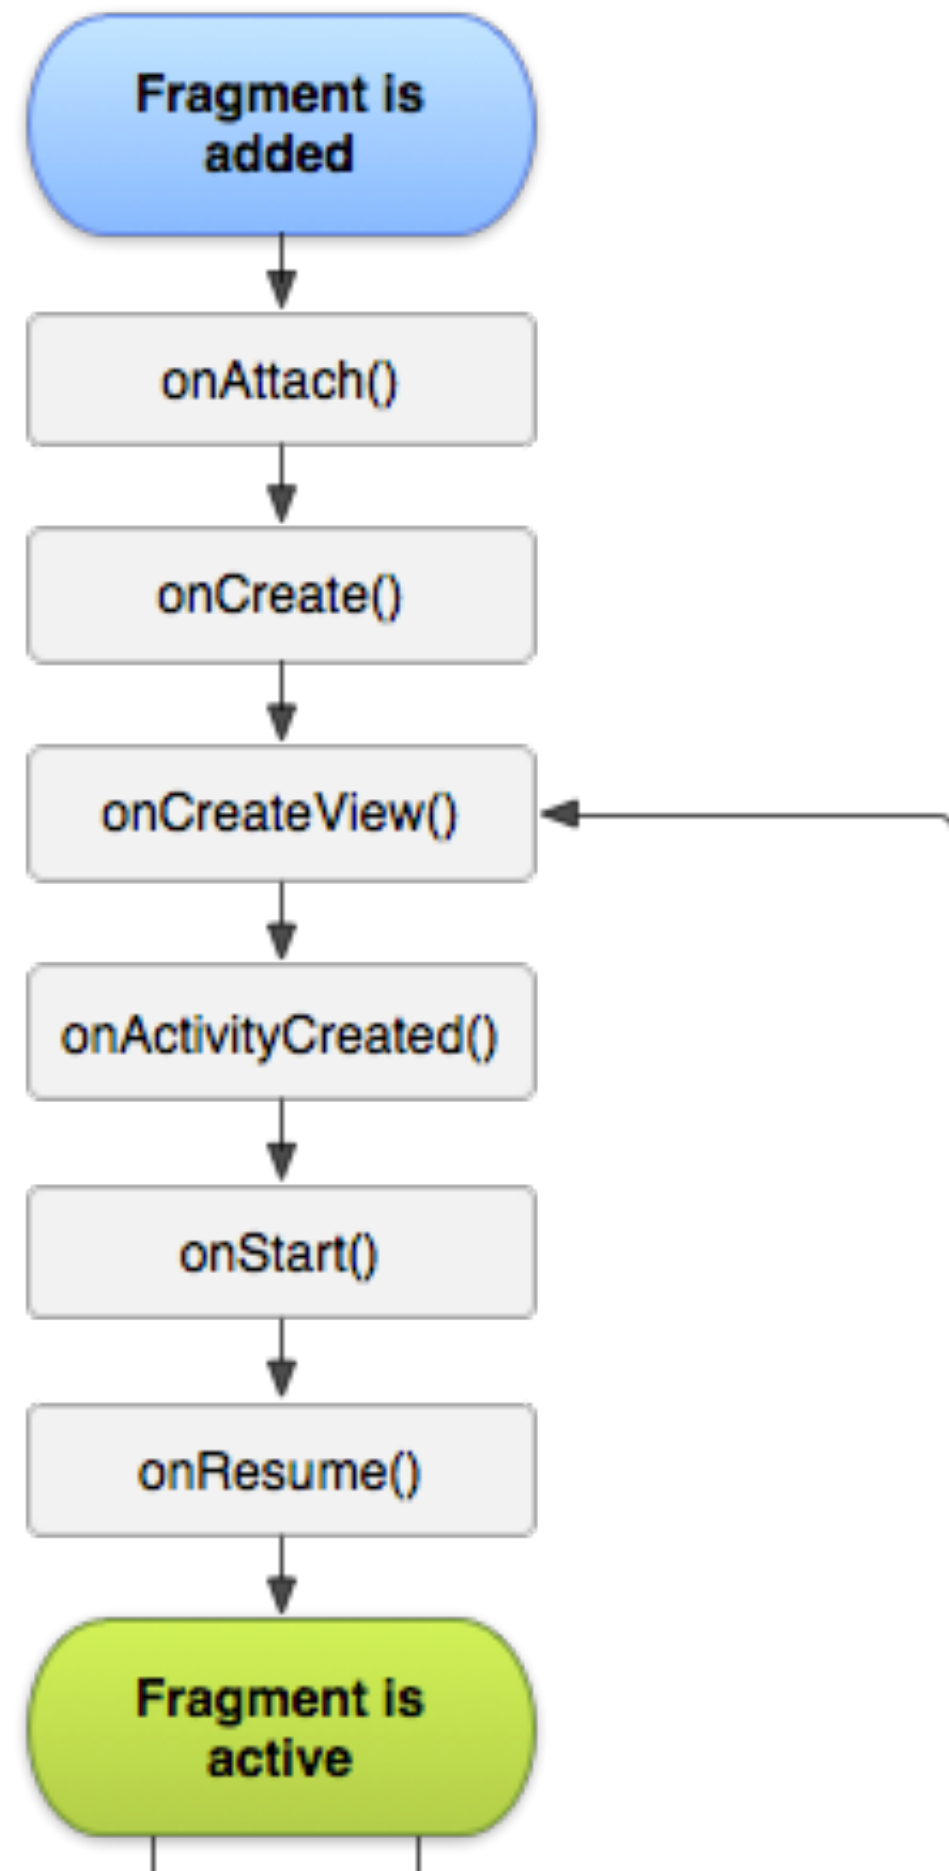 Fragment is
added
onAttach()
onCreate()
onCreateView()
onActivityCreated()
onStart()
onResume()
Fragment is
active